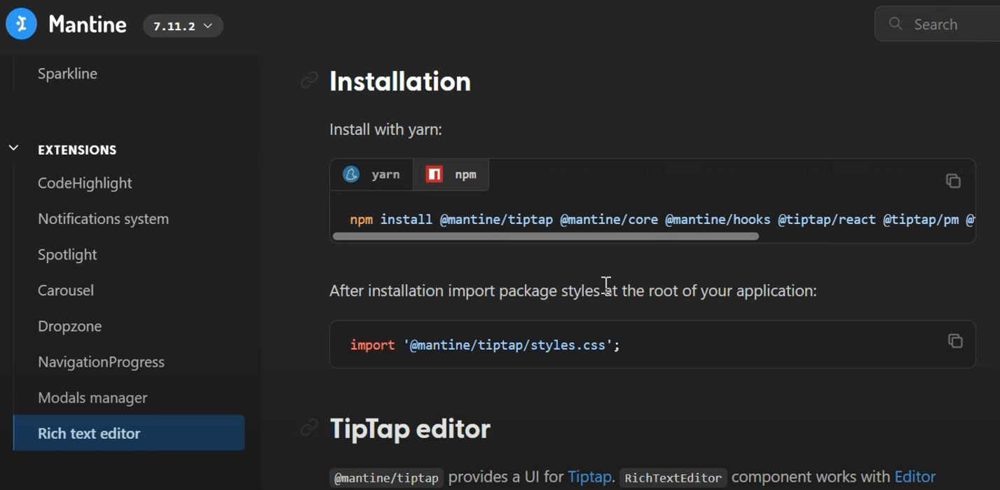 Mantine
7.11.2
Search
Sparkline
EXTENSIONS
CodeHighlight
Notifications system
Spotlight
Carousel
Dropzone
NavigationProgress
Modals manager
Rich text editor
Installation
Install with yarn:
yarn npm
npm install @mantine/tiptap @mantine/core @mantine/hooks @tiptap/react @tiptap/pm @
After installation import package styles at the root of your application:
import '@mantine/tiptap/styles.css';
TipTap editor
@mantine/tiptap provides a UI for Tiptap. RichTextEditor component works with Editor